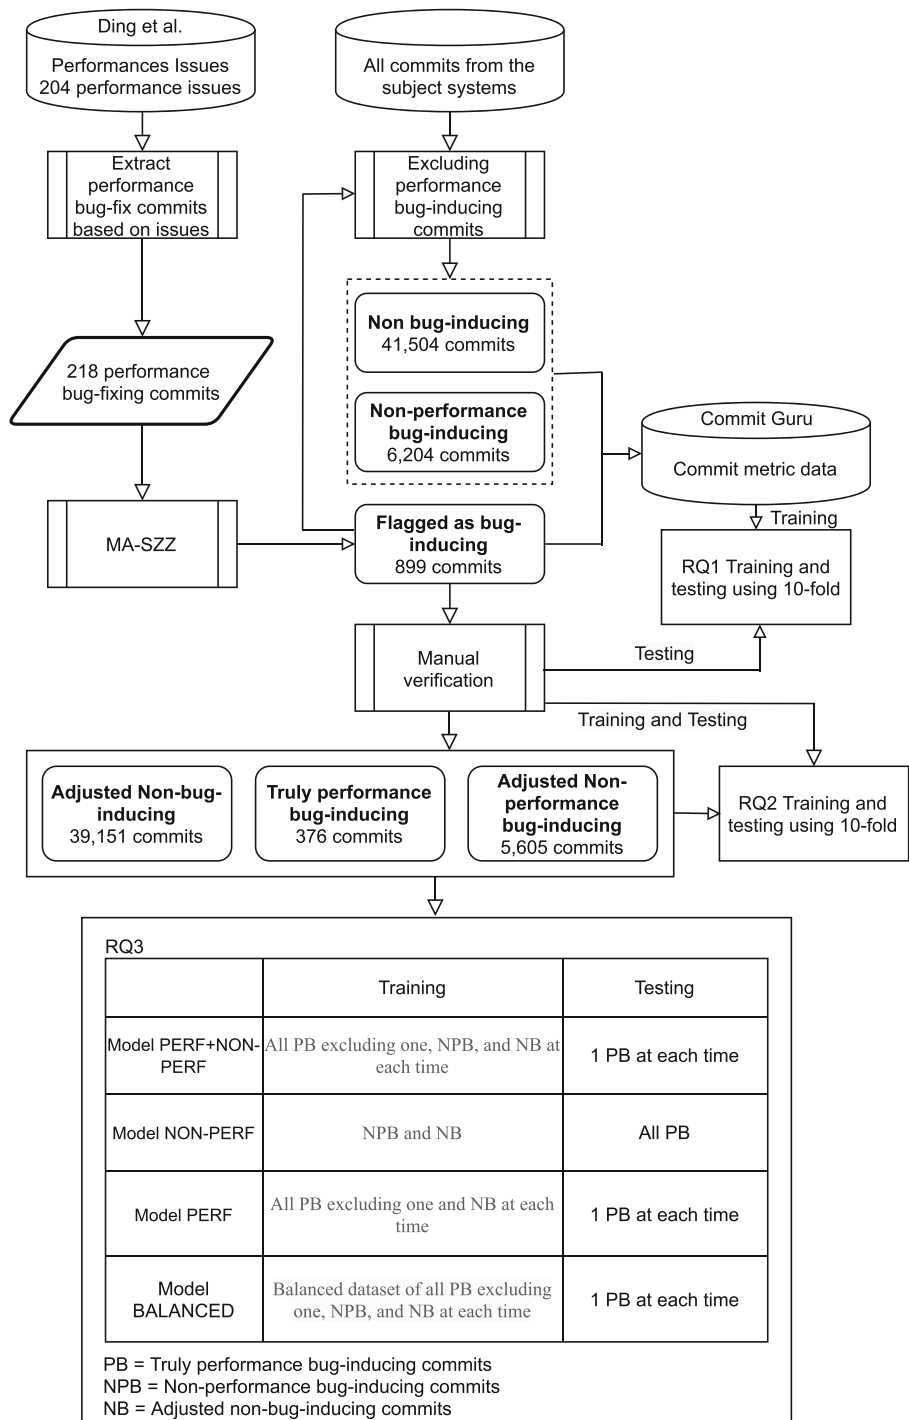 Ding et al.
Performances Issues
204 performance issues
All commits from the
subject systems
Extract
performance
bug-fix commits
based on issues
Excluding
performance
bug-inducing
commits
Non bug-inducing
41,504 commits
218 performance
bug-fixing commits
Non-performance
bug-inducing
6,204 commits
Commit Guru
Commit metric data
MA-SZZ
Flagged as bug-
inducing
899 commits
Training
RQ1 Training and
testing using 10-fold
Manual
verification
Testing
Training and Testing
Adjusted Non-bug-
inducing
39,151 commits
Truly performance
bug-inducing
376 commits
Adjusted Non-
performance
bug-inducing
5,605 commits
RQ2 Training and
testing using 10-fold
RQ3
Training
Testing
Model PERF+NON-
PERF
All PB excluding one, NPB, and NB at
each time
1 PB at each time
Model NON-PERF
NPB and NB
All PB
Model PERF
All PB excluding one and NB at each
time
1 PB at each time
Model
BALANCED
Balanced dataset of all PB excluding
one, NPB, and NB at each time
1 PB at each time
PB = Truly performance bug-inducing commits
NPB = Non-performance bug-inducing commits
NB = Adjusted non-bug-inducing commits